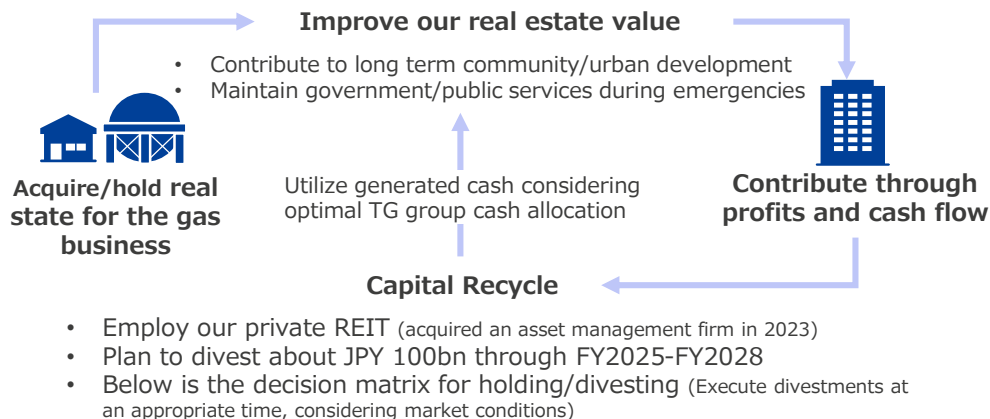 Improve our real estate value
• Contribute to long term community/urban development
• Maintain government/public services during emergencies
Acquire/hold real
state for the gas
business
Utilize generated cash considering
optimal TG group cash allocation
Contribute through
profits and cash flow
Capital Recycle
• Employ our private REIT (acquired an asset management firm in 2023)
• Plan to divest about JPY 100bn through FY2025-FY2028
• Below is the decision matrix for holding/divesting (Execute divestments at
an appropriate time, considering market conditions)